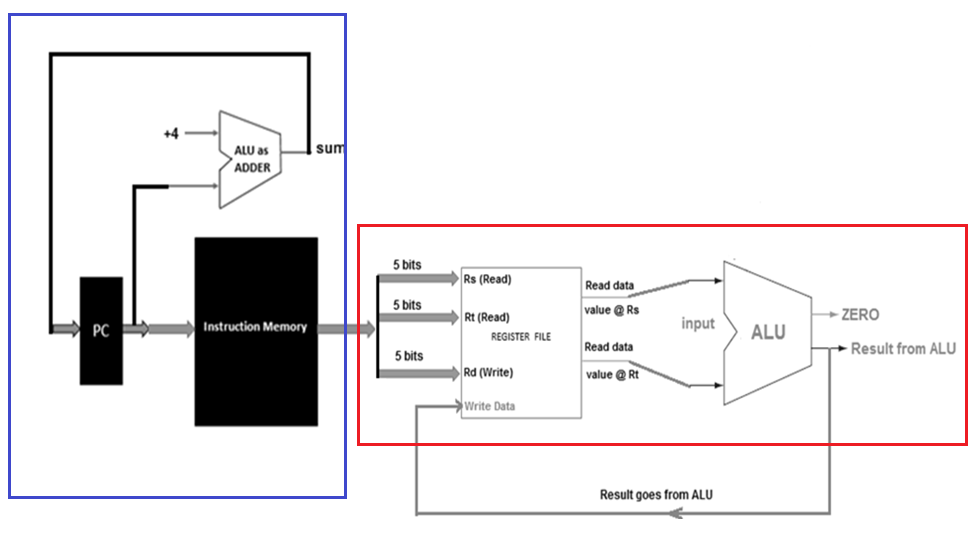 +4
ALU as
ADDER
sum
PC
Instruction Memory
5 bits
5 bits
5 bits
Rs (Read)
Rt (Read)
REGISTER FILE
Rd (Write)
Write Data
Read data
value @ Rs
Read data
value @ Rt
input
ALU
ZERO
Result from ALU
Result goes from ALU